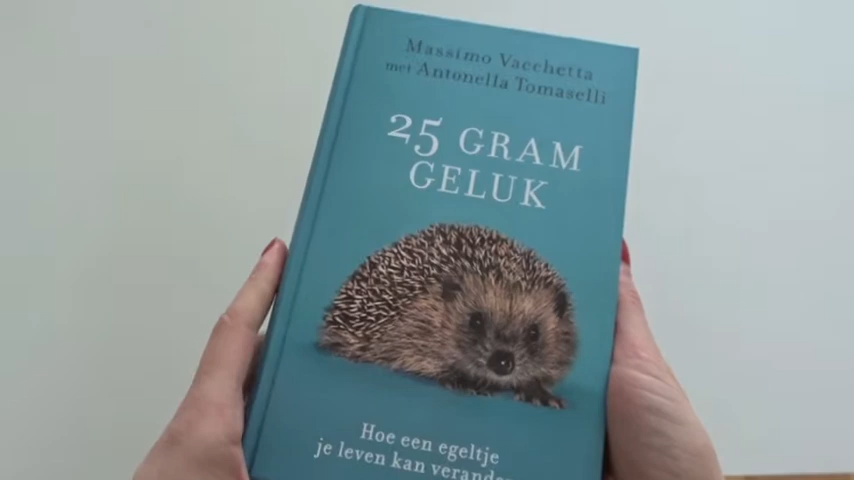 Massimo Vacchetta
met Antonella Tomaselli
25 GRAM
GELUK
Hoe een egeltje
je leven kan